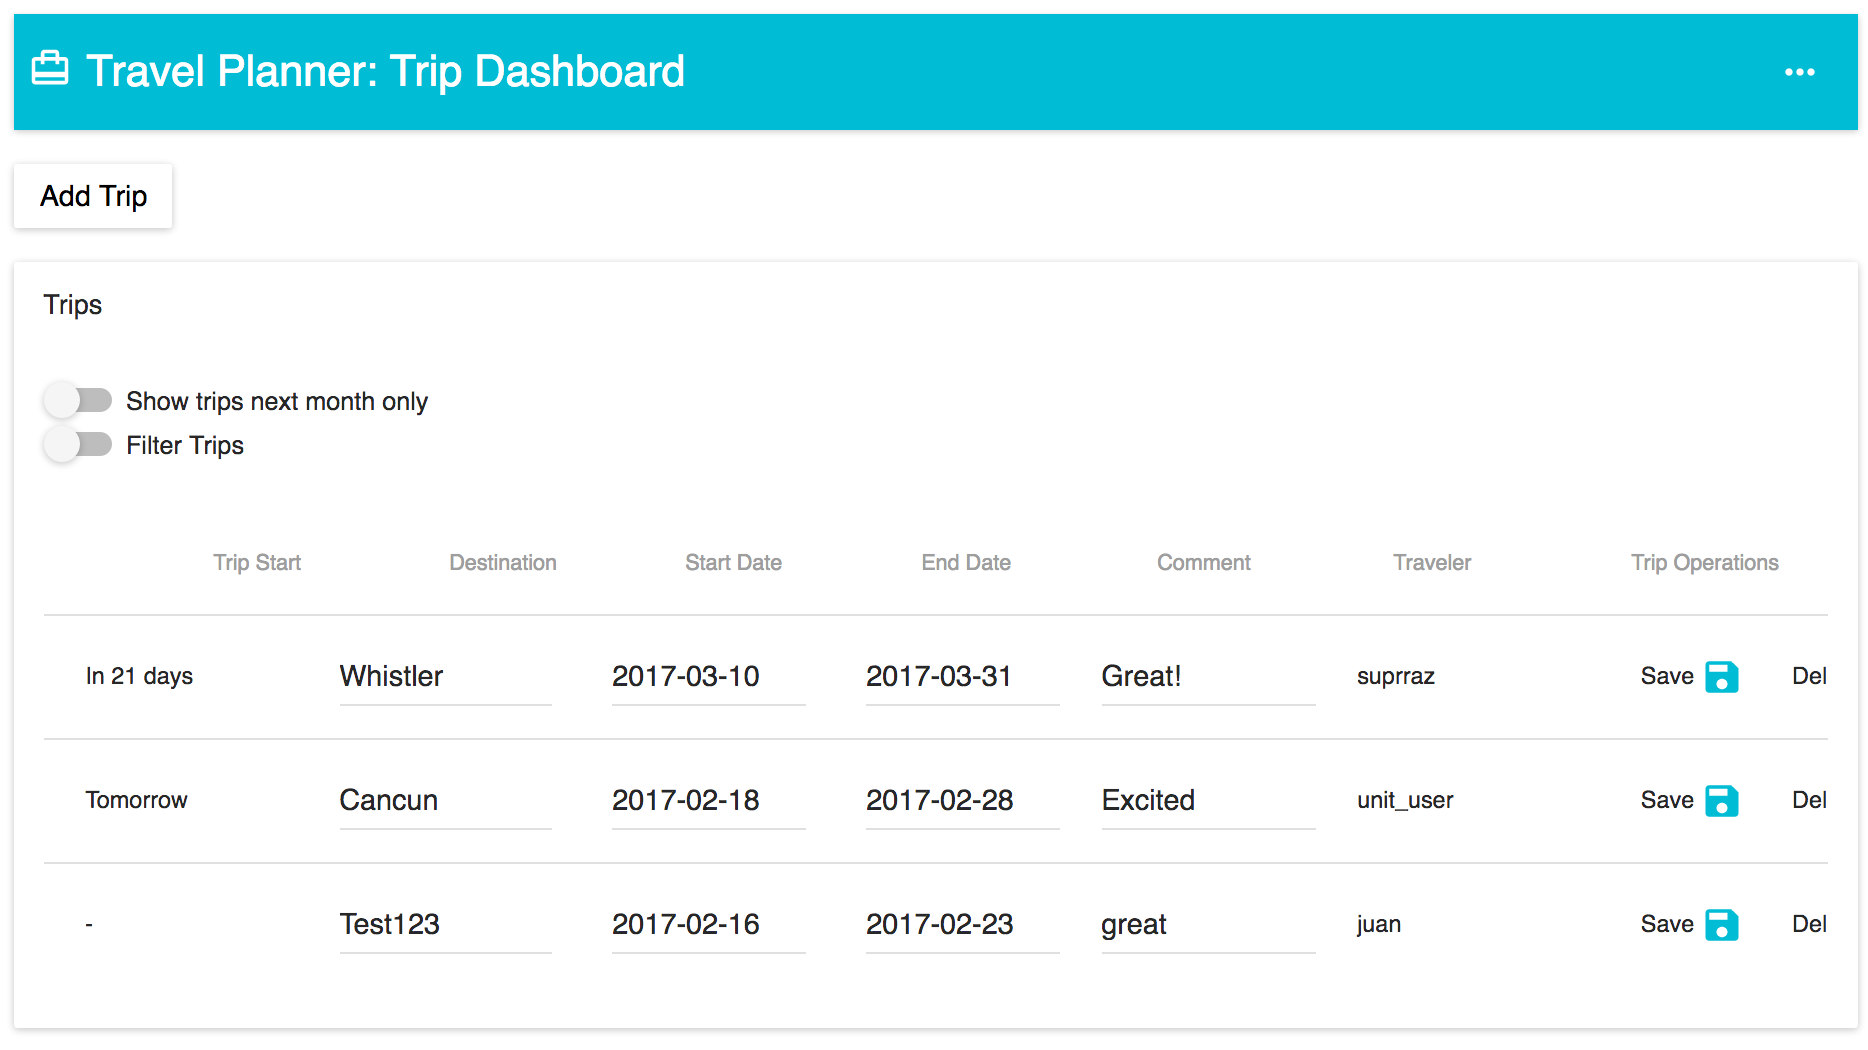 Travel Planner: Trip Dashboard
Add Trip
Trips
Show trips next month only
Filter Trips
Trip Start Destination Start Date End Date Comment Traveler Trip Operations
In 21 days Whistler 2017-03-10 2017-03-31 Great! suprraz Save Del
Tomorrow Cancun 2017-02-18 2017-02-28 Excited unit_user Save Del
- Test123 2017-02-16 2017-02-23 great juan Save Del